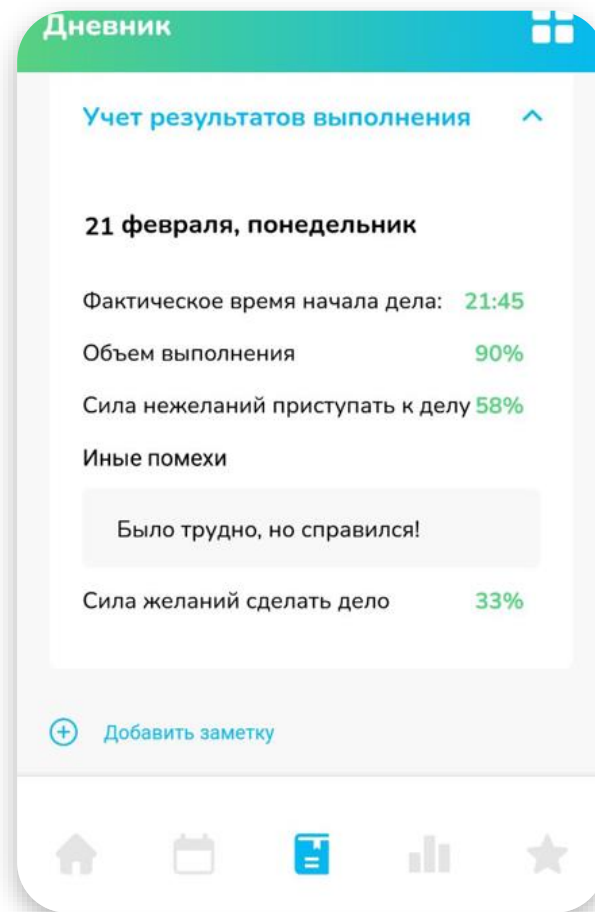 Дневник
Учет результатов выполнения
21 февраля, понедельник
Фактическое время начала дела: 21:45
Объем выполнения 90%
Сила нежеланий приступать к делу 58%
Иные помехи
Было трудно, но справился!
Сила желаний сделать дело 33%
Добавить заметку